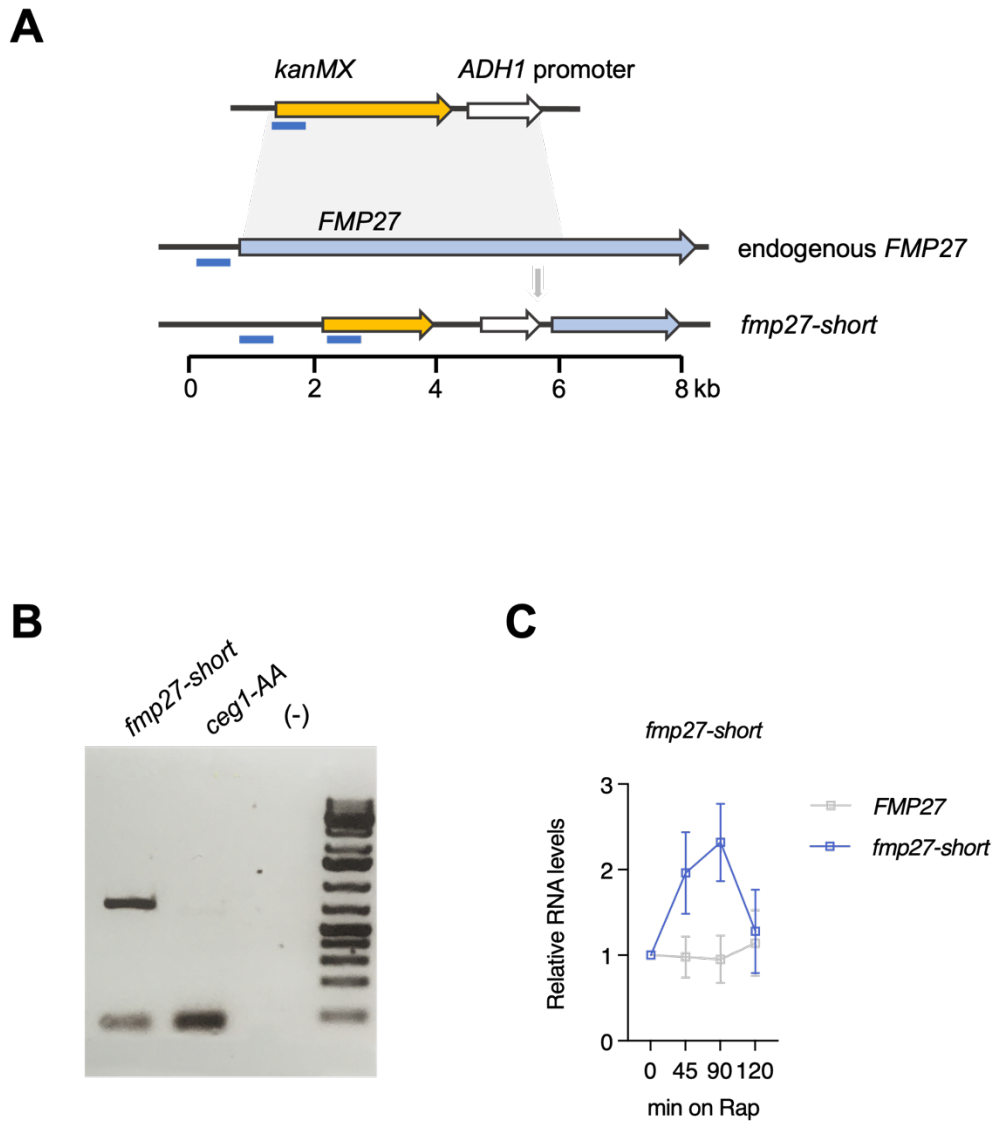 A
kanMX ADH1 promoter
FMP27
endogenous FMP27
fmp27-short
0 2 4 6 8 kb
B
fmp27-short ceg1-AA (-)
C
fmp27-short
3
2
1
0
Relative RNA levels
0 45 90 120
min on Rap
FMP27
fmp27-short